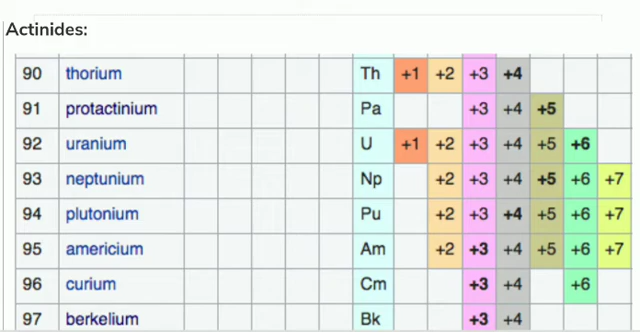 Actinides:
90 thorium Th +1 +2 +3 +4
91 protactinium Pa +3 +4 +5
92 uranium U +1 +2 +3 +4 +5 +6
93 neptunium Np +2 +3 +4 +5 +6 +7
94 plutonium Pu +2 +3 +4 +5 +6 +7
95 americium Am +2 +3 +4 +5 +6 +7
96 curium Cm +3 +4 +6
97 berkelium Bk +3 +4